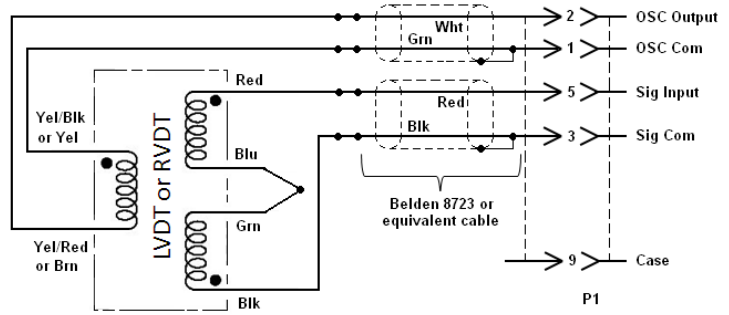 Wht
2
OSC Output
Grn
1
OSC Com
Red
5
Sig Input
Red
Yel/Blk
or Yel
Blk
3
Sig Com
Blu
LVDT or RVDT
Belden 8723 or
equivalent cable
Grn
Yel/Red
or Brn
9
Case
Blk
P1